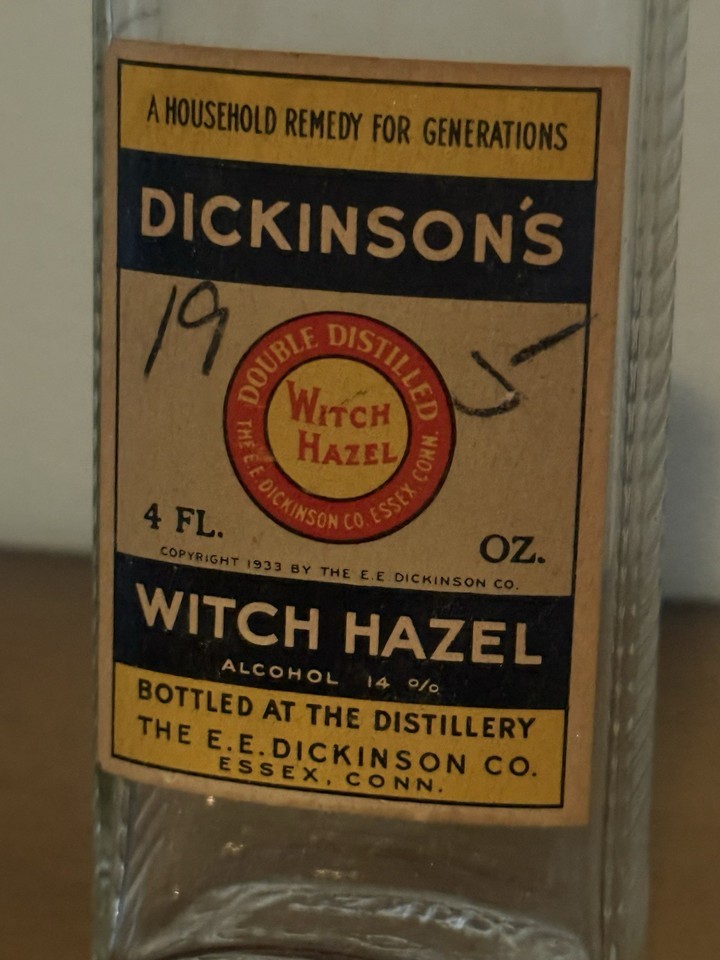 A HOUSEHOLD REMEDY FOR GENERATIONS
DICKINSON'S
19
DOUBLE DISTILLED
WITCH
HAZEL
THE E.E. DICKINSON CO. ESSEX, CONN.
4 FL. OZ.
COPYRIGHT 1933 BY THE E.E DICKINSON CO.
WITCH HAZEL
ALCOHOL 14 %
BOTTLED AT THE DISTILLERY
THE E.E. DICKINSON CO.
ESSEX, CONN.